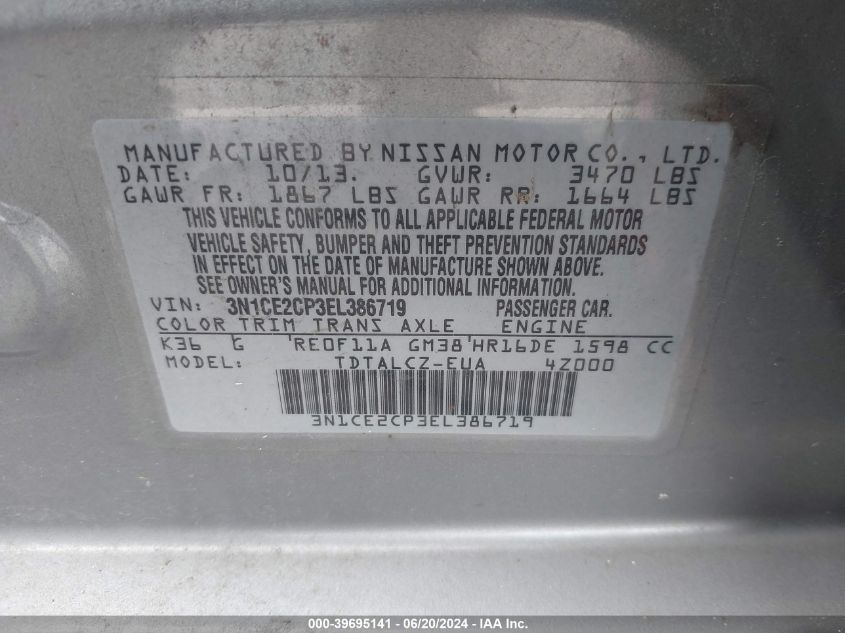 MANUFACTURED BY NISSAN MOTOR CO., LTD.
DATE: 10/13. GVWR: 3470 LBS
GAWR FR: 1867 LBS GAWR RR: 1664 LBS
THIS VEHICLE CONFORMS TO ALL APPLICABLE FEDERAL MOTOR
VEHICLE SAFETY, BUMPER AND THEFT PREVENTION STANDARDS
IN EFFECT ON THE DATE OF MANUFACTURE SHOWN ABOVE.
SEE OWNER'S MANUAL FOR ADDITIONAL INFORMATION.
VIN: 3N1CE2CP3EL386719 PASSENGER CAR.
COLOR TRIM TRANS AXLE ENGINE
K36 G RE0F11A GM38 HR16DE 1598 CC
MODEL: TDTALCZ-EUA 4Z000
3N1CE2CP3EL386719
000-39695141 - 06/20/2024 - IAA Inc.